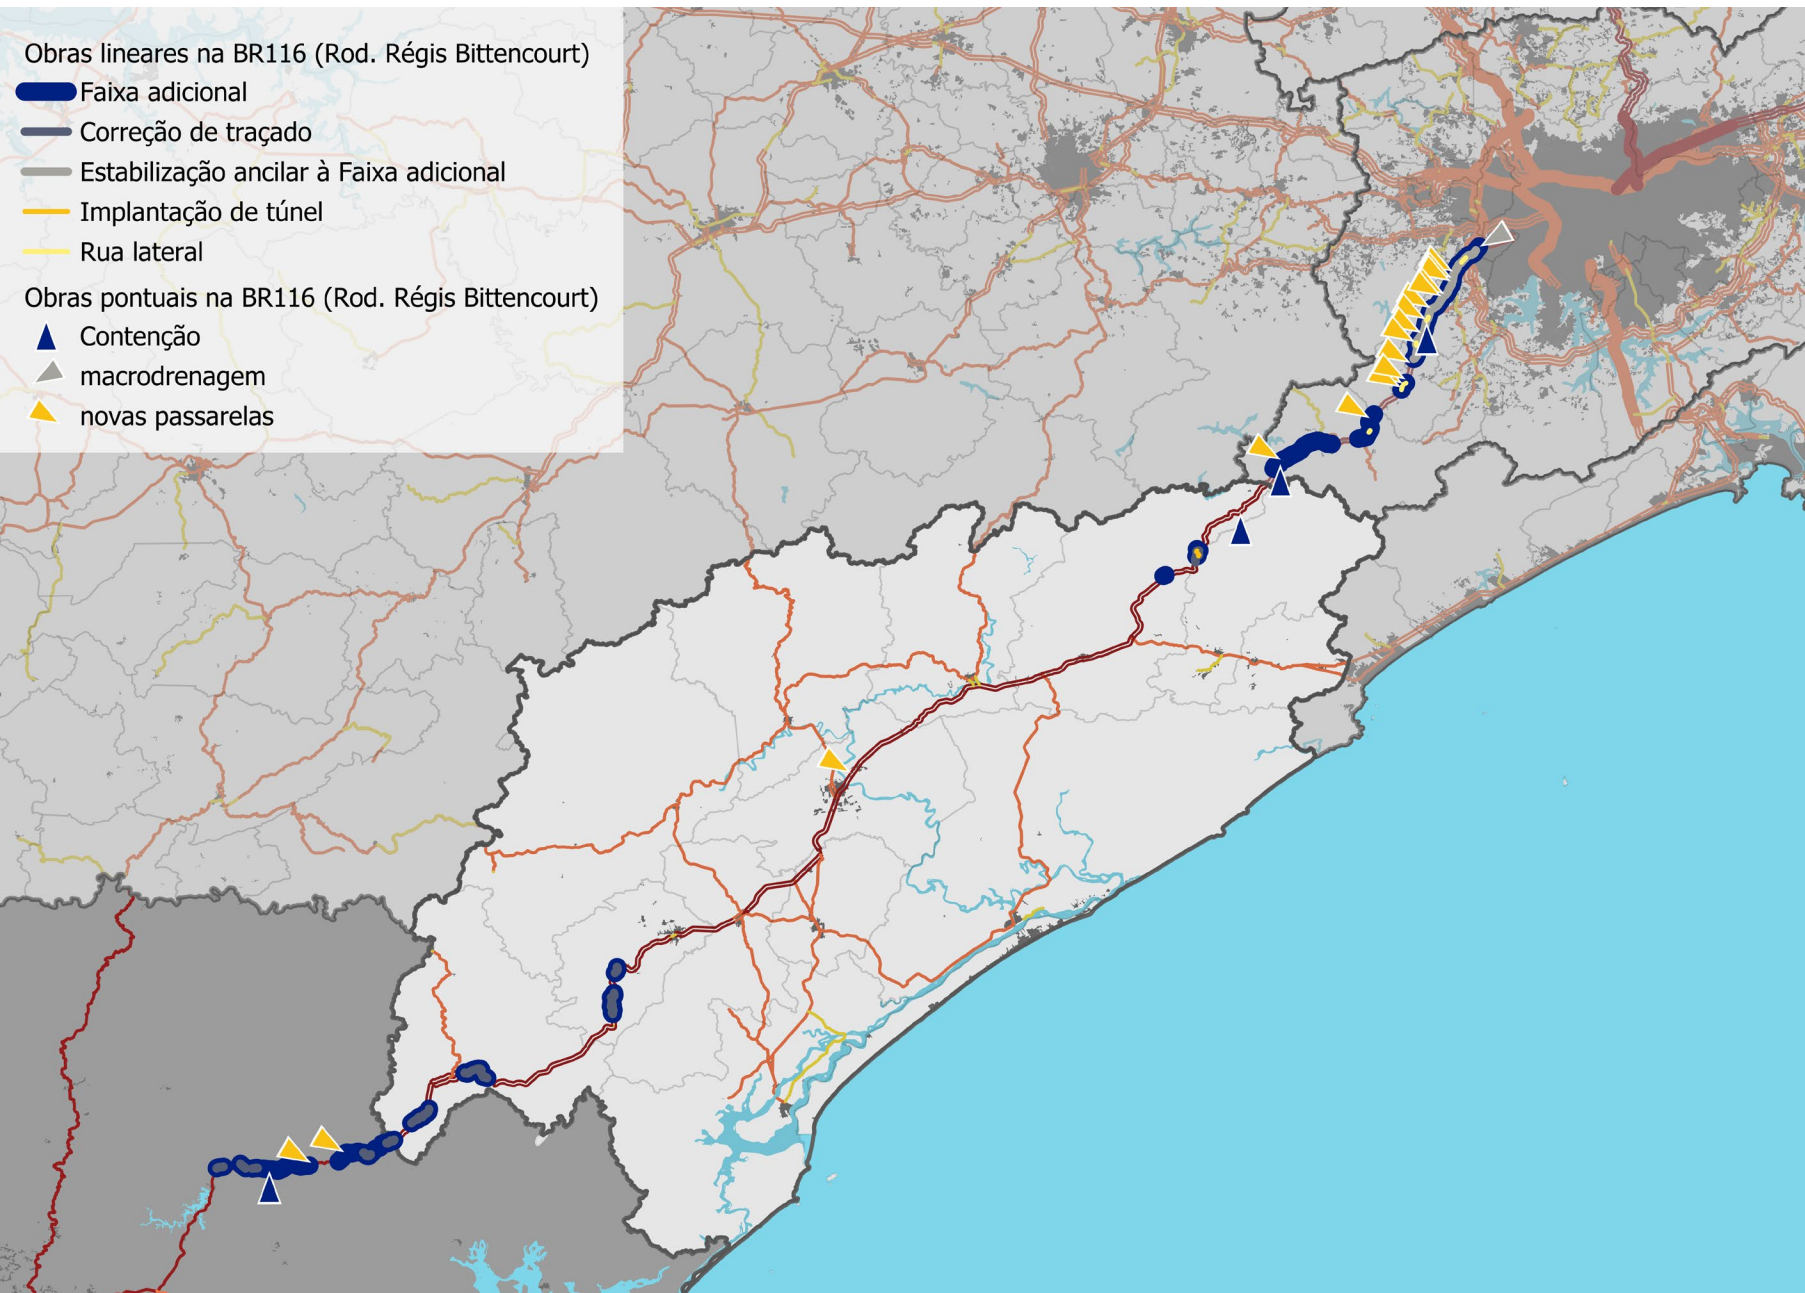 Obras lineares na BR116 (Rod. Régis Bittencourt)
Faixa adicional
Correção de traçado
Estabilização ancilar à Faixa adicional
Implantação de túnel
Rua lateral
Obras pontuais na BR116 (Rod. Régis Bittencourt)
Contenção
macrodrenagem
novas passarelas